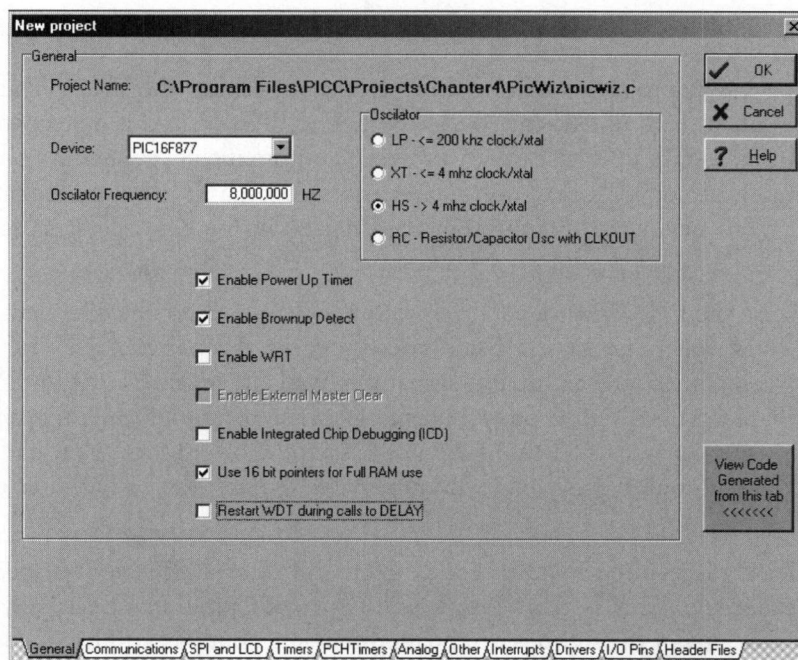 New project
General
Project Name: C:\Program Files\PICC\Projects\Chapter4\PicWiz\picwiz.c
Device: PIC16F877
Oscilator Frequency: 8,000,000 HZ
Oscilator
LP - <= 200 khz clock/xtal
XT - <= 4 mhz clock/xtal
HS - > 4 mhz clock/xtal
RC - Resistor/Capacitor Osc with CLKOUT
Enable Power Up Timer
Enable Brownup Detect
Enable WRT
Enable External Master Clear
Enable Integrated Chip Debugging (ICD)
Use 16 bit pointers for Full RAM use
Restart WDT during calls to DELAY
OK
Cancel
Help
View Code
Generated
from this tab
<<<<<<<
General Communications SPI and LCD Timers PCHTimers Analog Other Interrupts Drivers I/O Pins Header Files